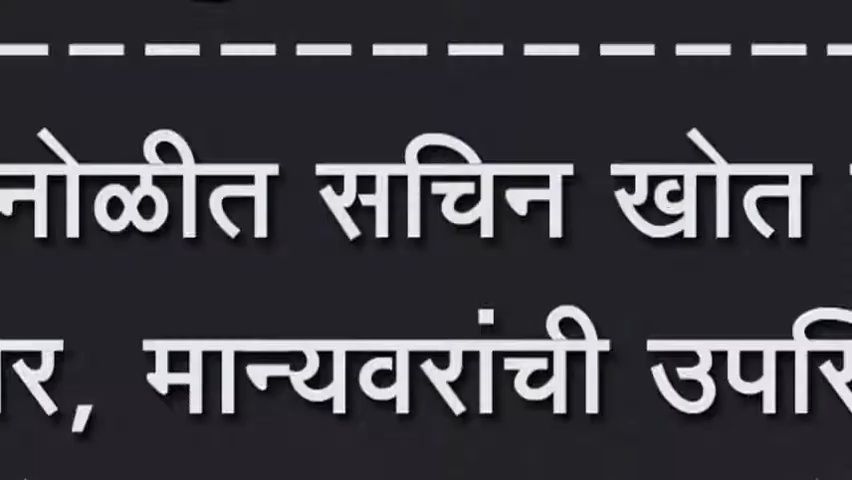 नोळीत सचिन खोत
र, मान्यवरांची उपस्